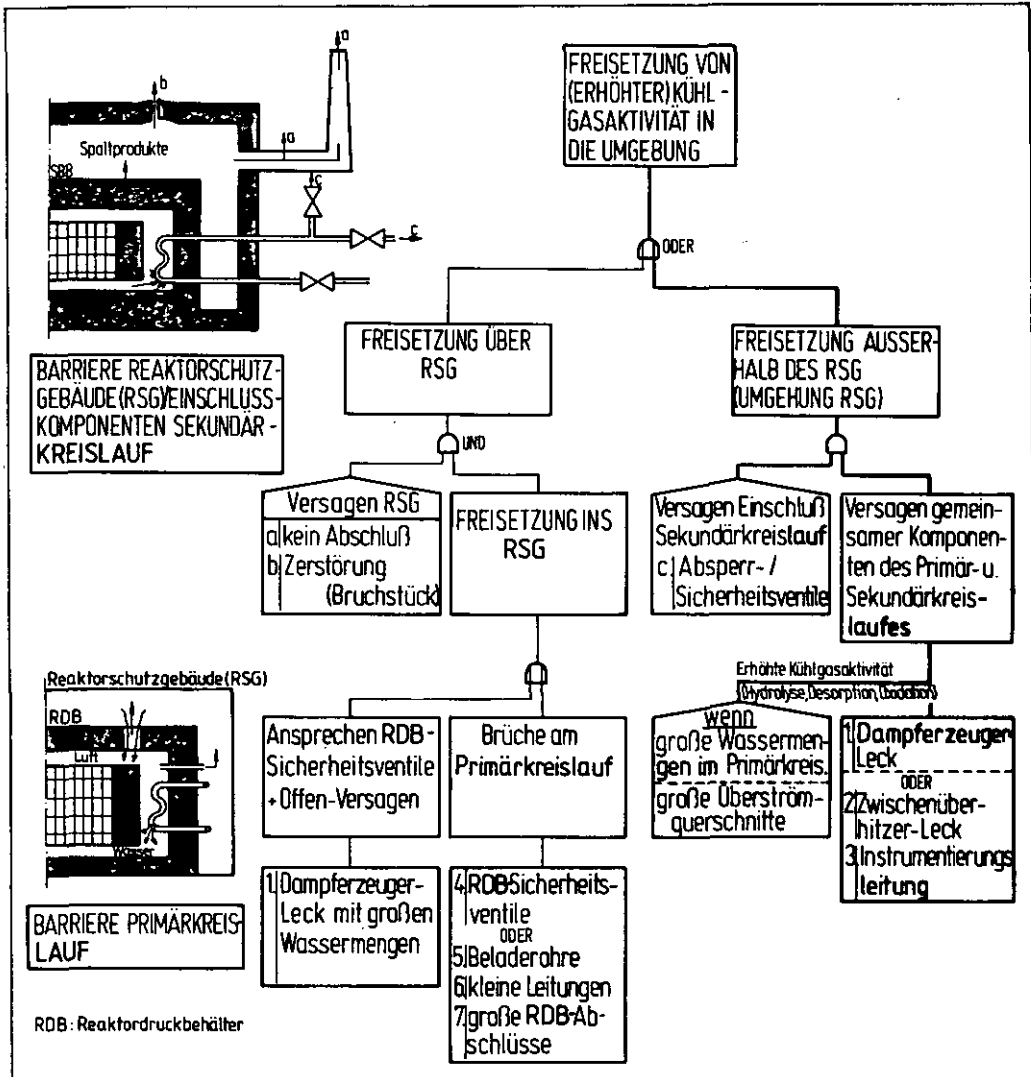 a
b
Spaltprodukte
a
SBB
c
c
BARRIERE REAKTORSCHUTZ-
GEBÄUDE(RSG)/EINSCHLUSS-
KOMPONENTEN SEKUNDÄR-
KREISLAUF
FREISETZUNG VON
(ERHÖHTER) KÜHL-
GASAKTIVITÄT IN
DIE UMGEBUNG
ODER
FREISETZUNG ÜBER
RSG
FREISETZUNG AUSSER-
HALB DES RSG
(UMGEHUNG RSG)
UND
Versagen RSG
a kein Abschluß
b Zerstörung
(Bruchstück)
FREISETZUNG INS
RSG
Versagen Einschluß
Sekundärkreislauf
c Absperr-/
Sicherheitsventile
Versagen gemein-
samer Komponen-
ten des Primär-u.
Sekundärkreis-
laufes
Erhöhte Kühlgasaktivität
(Hydrolyse, Desorption, Oxidation)
Reaktorschutzgebäude(RSG)
RDB
Luft
Wasser
BARRIERE PRIMÄRKREIS-
LAUF
RDB: Reaktordruckbehälter
Ansprechen RDB-
Sicherheitsventile
+ Offen-Versagen
Brüche am
Primärkreislauf
wenn
große Wassermen-
gen im Primärkreis.
große Überström-
querschnitte
1. Dampferzeuger-
Leck
ODER
2. Zwischenüber-
hitzer-Leck
3. Instrumentierungs
leitung
1. Dampferzeuger-
Leck mit großen
Wassermengen
4. RDB-Sicherheits-
ventile
ODER
5. Beladerohre
6. kleine Leitungen
7. große RDB-Ab-
schlüsse